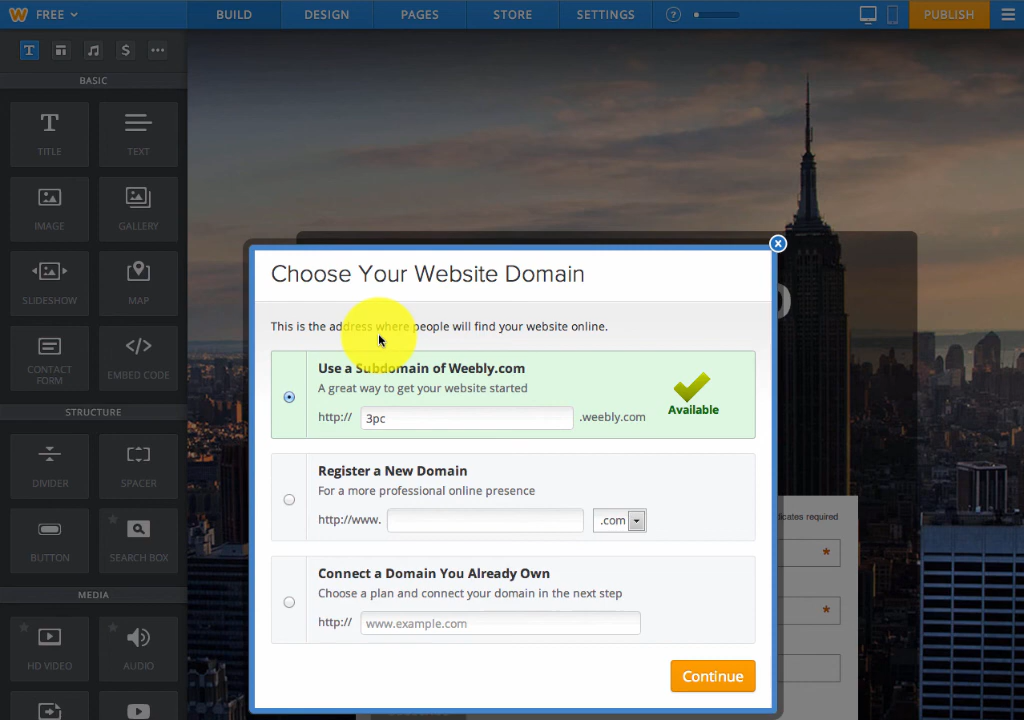 FREE
BUILD
DESIGN
PAGES
STORE
SETTINGS
?
PUBLISH
T
$
BASIC
T
TITLE
TEXT
IMAGE
GALLERY
SLIDESHOW
MAP
CONTACT
FORM
</>
EMBED CODE
STRUCTURE
DIVIDER
SPACER
BUTTON
SEARCH BOX
MEDIA
HD VIDEO
AUDIO
Choose Your Website Domain
This is the address where people will find your website online.
Use a Subdomain of Weebly.com
A great way to get your website started
http:// 3pc .weebly.com
Available
Register a New Domain
For a more professional online presence
http://www. .com
Connect a Domain You Already Own
Choose a plan and connect your domain in the next step
http:// www.example.com
Continue
required
*
*